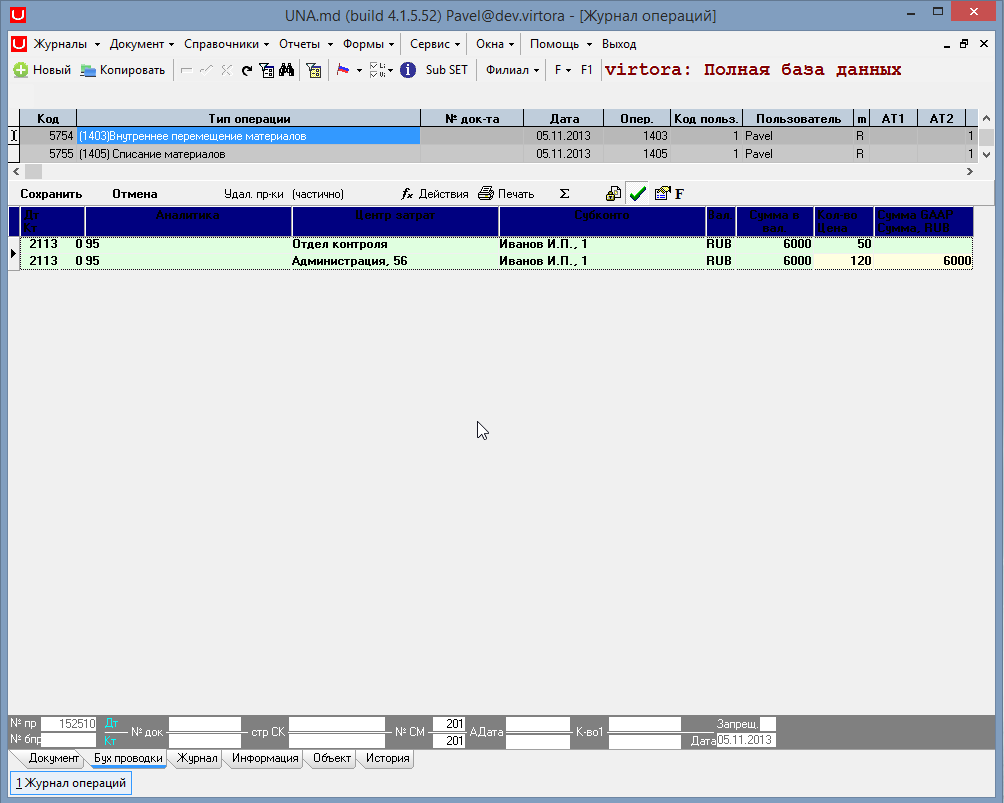 UNA.md (build 4.1.5.52) Pavel@dev.virtora - [Журнал операций]
Журналы Документ Справочники Отчеты Формы Сервис Окна Помощь Выход
Новый Копировать Sub SET Филиал F F1 virtora: Полная база данных
Код Тип операции № док-та Дата Опер. Код польз. Пользователь m AT1 AT2
5754 (1403)Внутреннее перемещение материалов 05.11.2013 1403 1 Pavel R 1
5755 (1405) Списание материалов 05.11.2013 1405 1 Pavel R 1
Сохранить Отмена Удал. пр-ки (частично) fx Действия Печать Σ F
Дт Аналитика Центр затрат Субконто Вал. Сумма в Кол-во Сумма GAAP
Кт вал. Цена Сумма, RUB
2113 0 95 Отдел контроля Иванов И.П., 1 RUB 6000 50
2113 0 95 Администрация, 56 Иванов И.П., 1 RUB 6000 120 6000
№ пр 152510 Дт № док стр СК № СМ 201 АДата К-во1 Запрещ.
№ бпр Кт 201 Дата 05.11.2013
Документ Бух проводки Журнал Информация Объект История
1 Журнал операций